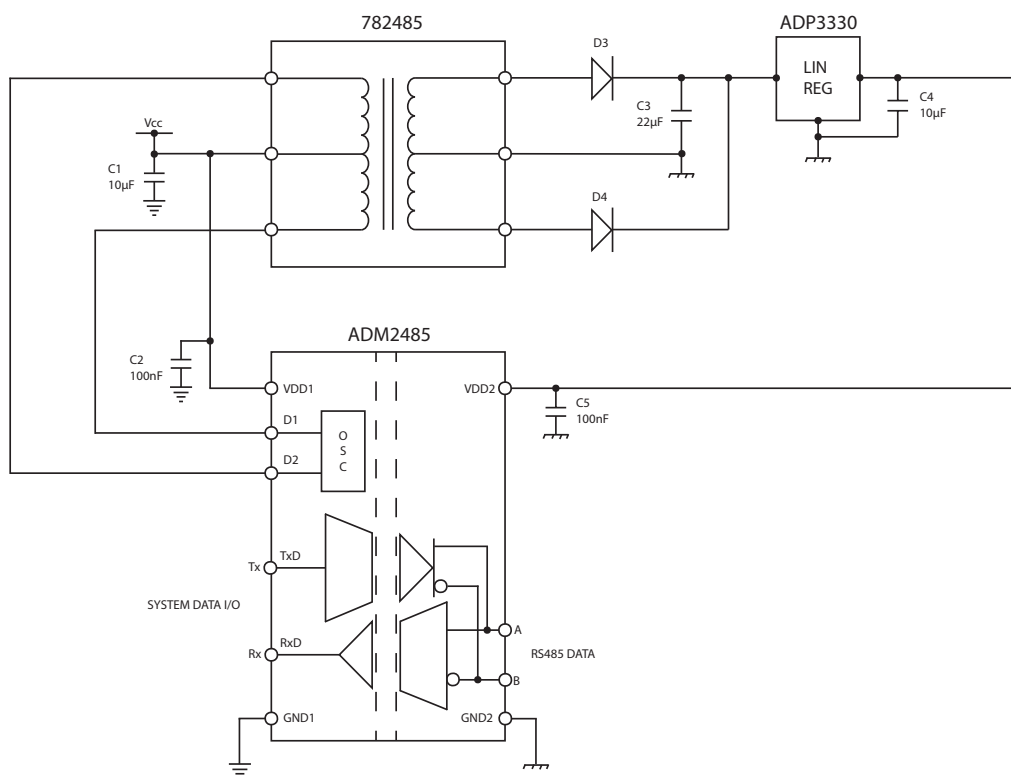 782485
ADP3330
D3
LIN
REG
C4
10μF
C3
22μF
Vcc
C1
10μF
D4
ADM2485
C2
100nF
VDD1
VDD2
C5
100nF
D1
O
S
C
D2
TxD
Tx
SYSTEM DATA I/O
A
RxD
RS485 DATA
Rx
B
GND1
GND2